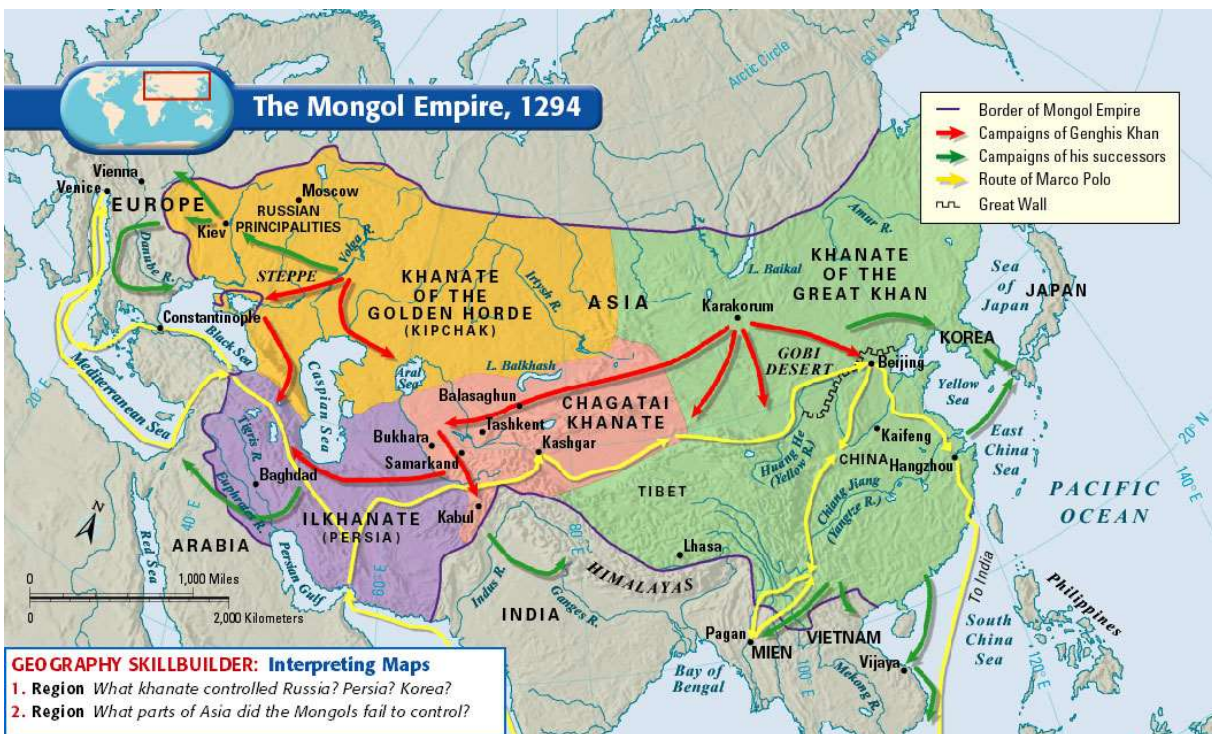 The Mongol Empire, 1294
Border of Mongol Empire
Campaigns of Genghis Khan
Campaigns of his successors
Route of Marco Polo
Great Wall
Arctic Circle
60° N
Vienna
Venice
EUROPE
Moscow
RUSSIAN
PRINCIPALITIES
Kiev
Danube R.
Volga R.
STEPPE
KHANATE
OF THE
GOLDEN HORDE
(KIPCHAK)
Irtysh R.
ASIA
L. Baikal
Amur R.
KHANATE
OF THE
GREAT KHAN
Sea
of
Japan
JAPAN
Karakorum
KOREA
GOBI
DESERT
Beijing
Constantinople
Black Sea
Mediterranean Sea
20° E
Caspian Sea
Aral
Sea
L. Balkhash
Balasaghun
Tashkent
CHAGATAI
KHANATE
Bukhara
Kashgar
Samarkand
Yellow
Sea
Kaifeng
Huang He
(Yellow R.)
CHINA
Hangzhou
East
China
Sea
20° N
140° E
Tigris R.
Baghdad
Euphrates R.
Kabul
TIBET
Chiang Jiang
(Yangtze R.)
PACIFIC
OCEAN
ILKHANATE
(PERSIA)
N
40° E
ARABIA
Red Sea
Persian Gulf
60° E
80° E
Lhasa
HIMALAYAS
Indus R.
INDIA
Ganges R.
To India
Philippines
0 1,000 Miles
0 2,000 Kilometers
Pagan
MIEN
VIETNAM
Vijaya
South
China
Sea
Bay of
Bengal
100° E
Mekong R.
120° E
GEOGRAPHY SKILLBUILDER: Interpreting Maps
1. Region What khanate controlled Russia? Persia? Korea?
2. Region What parts of Asia did the Mongols fail to control?